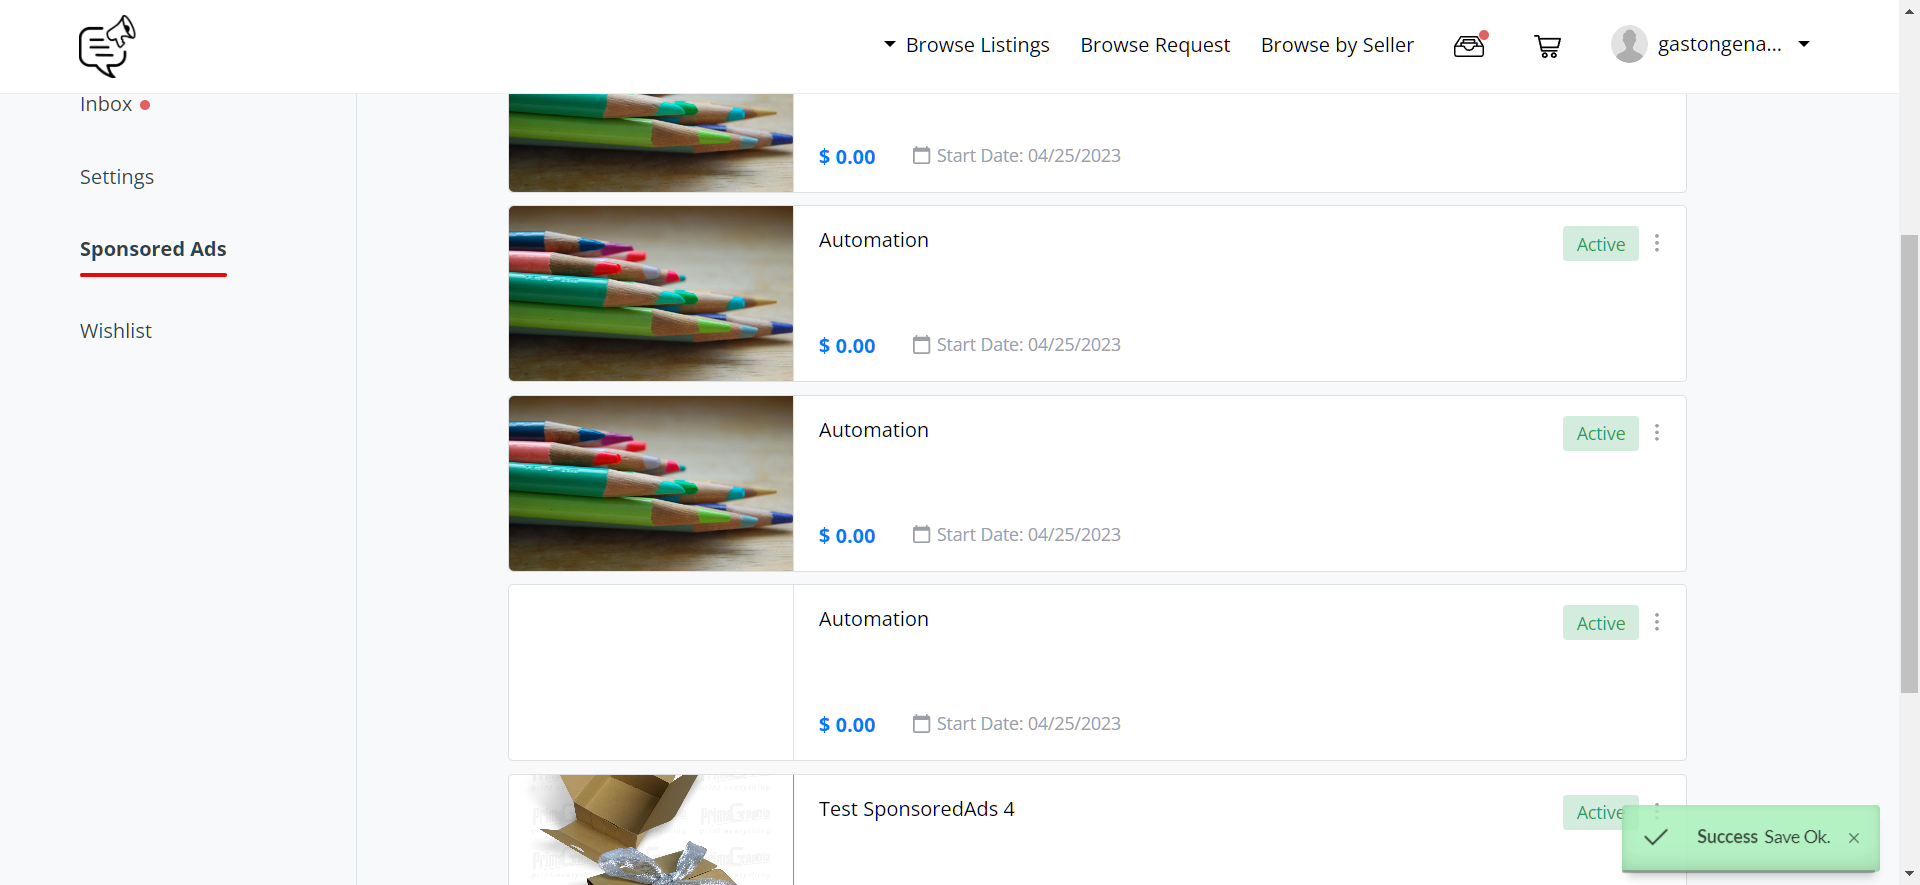 Browse Listings
Browse Request
Browse by Seller
gastongena...
Inbox
Settings
Sponsored Ads
Wishlist
$ 0.00
Start Date: 04/25/2023
Automation
Active
$ 0.00
Start Date: 04/25/2023
Automation
Active
$ 0.00
Start Date: 04/25/2023
Automation
Active
$ 0.00
Start Date: 04/25/2023
Test SponsoredAds 4
Active
Success Save Ok.